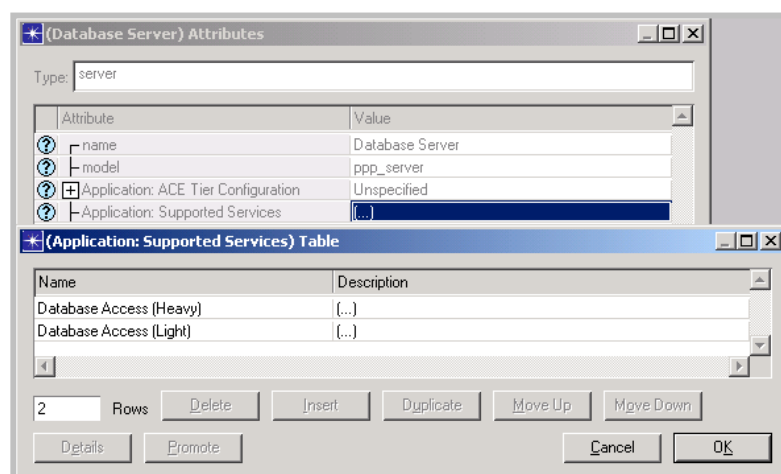 (Database Server) Attributes
Type: server
Attribute Value
name Database Server
model ppp_server
Application: ACE Tier Configuration Unspecified
Application: Supported Services (...)
(Application: Supported Services) Table
Name Description
Database Access (Heavy) (...)
Database Access (Light) (...)
2 Rows Delete Insert Duplicate Move Up Move Down
Details Promote Cancel OK